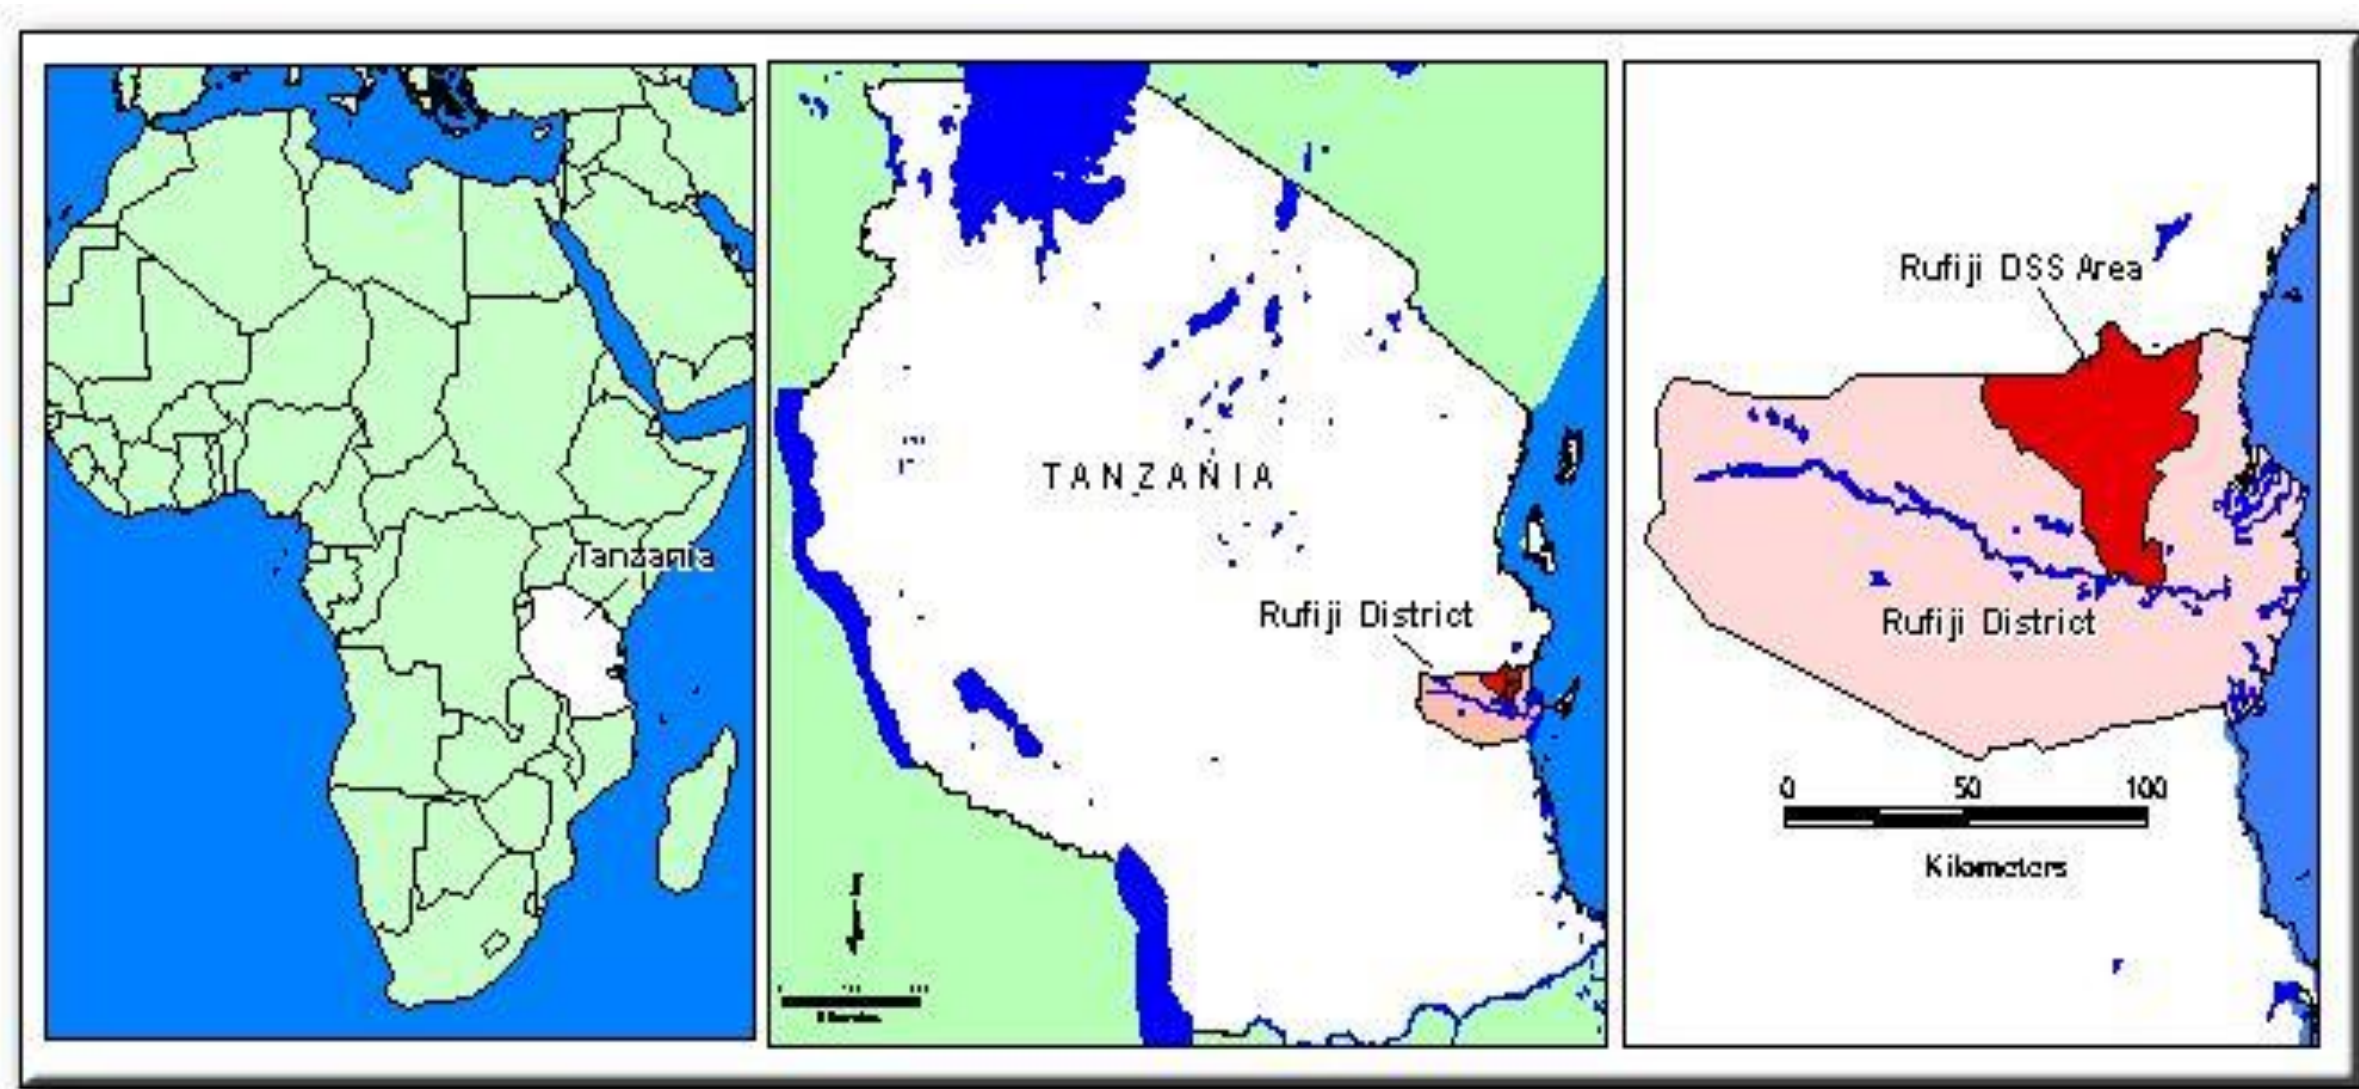 Tanzania
TANZANIA
Rufiji District
Rufiji DSS Area
Rufiji District
0 50 100
Kilometers